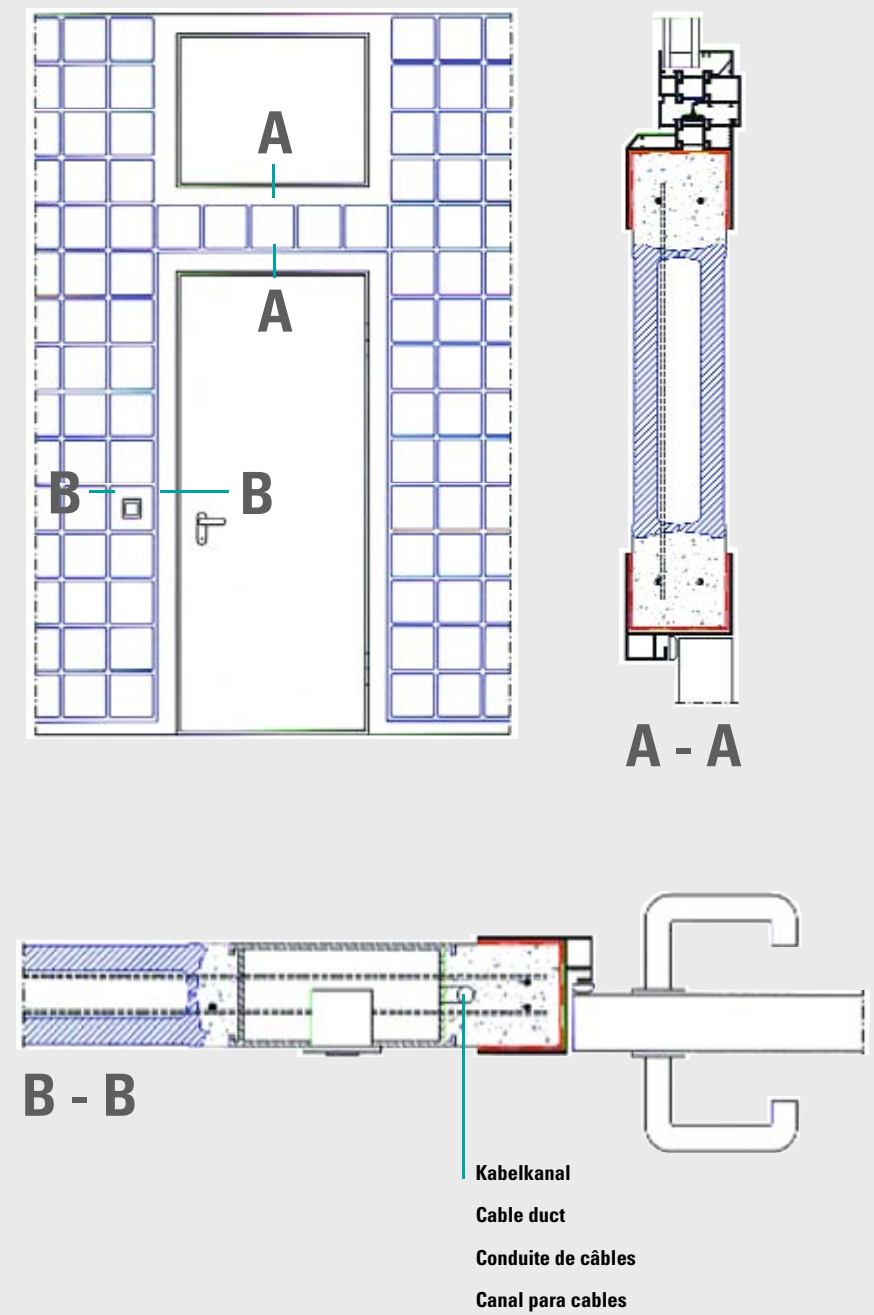 A
A
B B
A - A
B - B
Kabelkanal
Cable duct
Conduite de câbles
Canal para cables